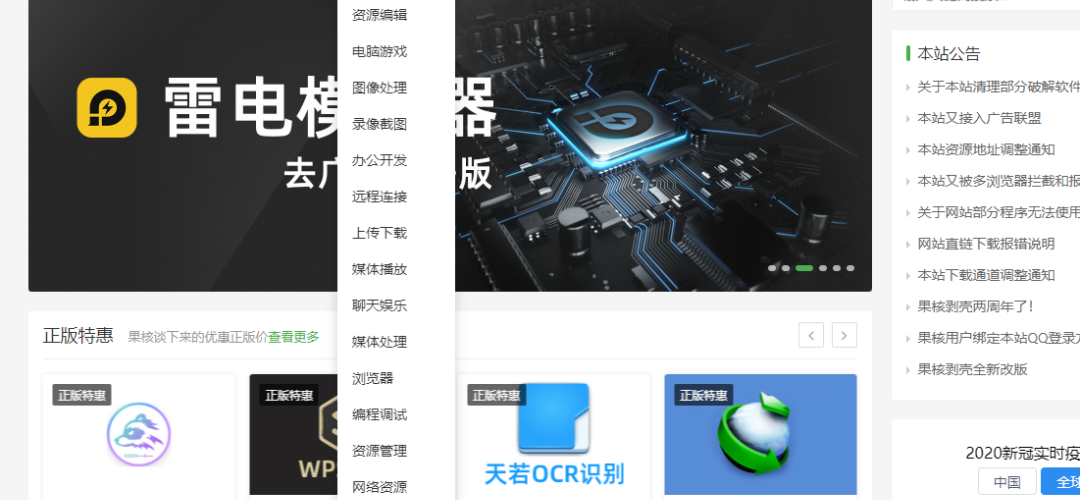 雷电模
器
去广
版
资源编辑
电脑游戏
图像处理
录像截图
办公开发
远程连接
上传下载
媒体播放
聊天娱乐
媒体处理
浏览器
编程调试
资源管理
网络资源
正版特惠 果核谈下来的优惠正版价查看更多
正版特惠
正版特惠
WPS
正版特惠
天若OCR识别
正版特惠
本站公告
关于本站清理部分破解软件
本站又接入广告联盟
本站资源地址调整通知
本站又被多浏览器拦截和报
关于网站部分程序无法使用
网站直链下载报错说明
本站下载通道调整通知
果核剥壳两周年了！
果核用户绑定本站QQ登录方
果核剥壳全新改版
2020新冠实时疫
中国
全球